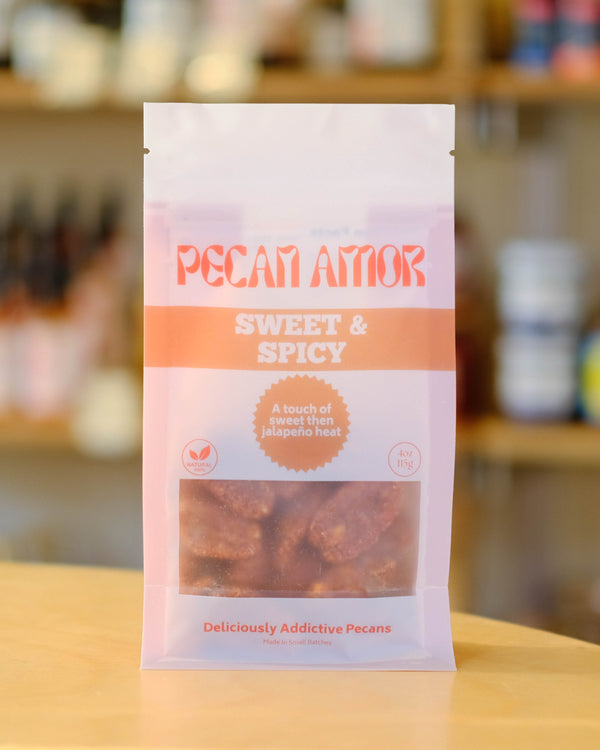 PECAN AMOR
SWEET &
SPICY
A touch of
sweet then
jalapeño heat
NATURAL
100%
4oz
115g
Deliciously Addictive Pecans
Made in Small Batches